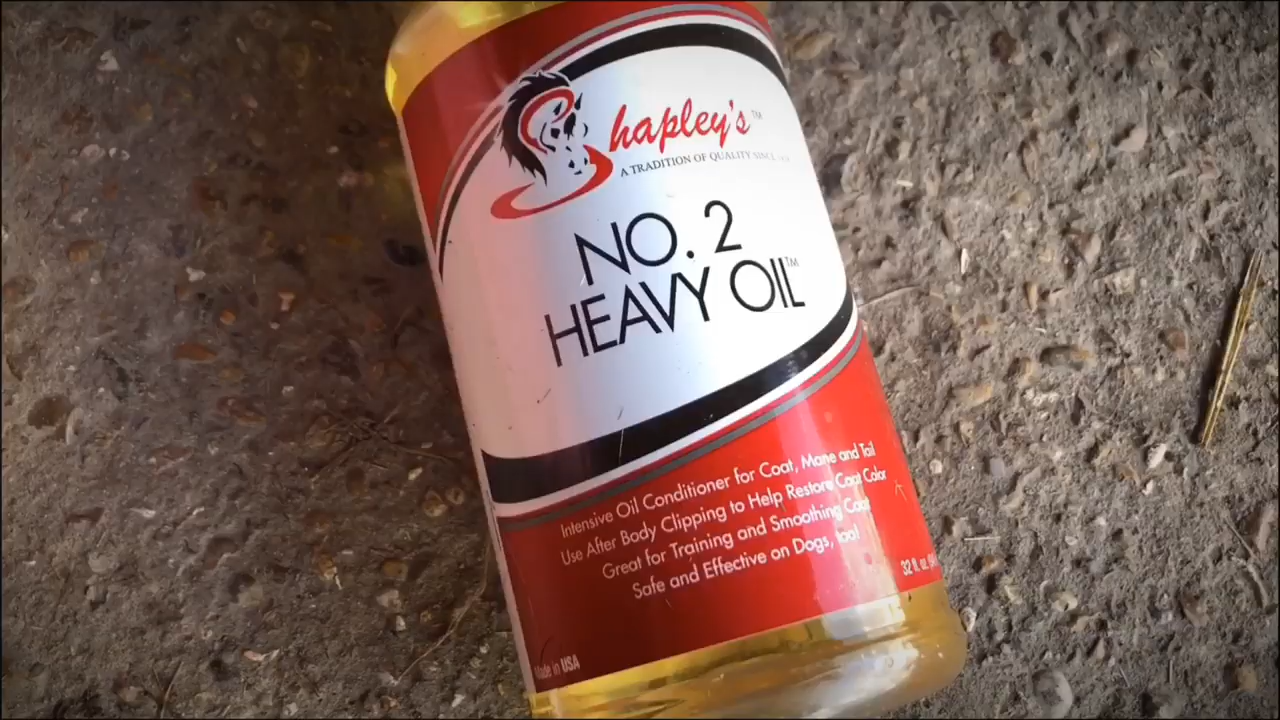 Shapley's™
A TRADITION OF QUALITY SINCE
NO. 2
HEAVY OIL™
Intensive Oil Conditioner for Coat, Mane and Tail
Use After Body Clipping to Help Restore Coat Color
Great for Training and Smoothing Coat
Safe and Effective on Dogs, too!
32 fl. oz.
Made in USA